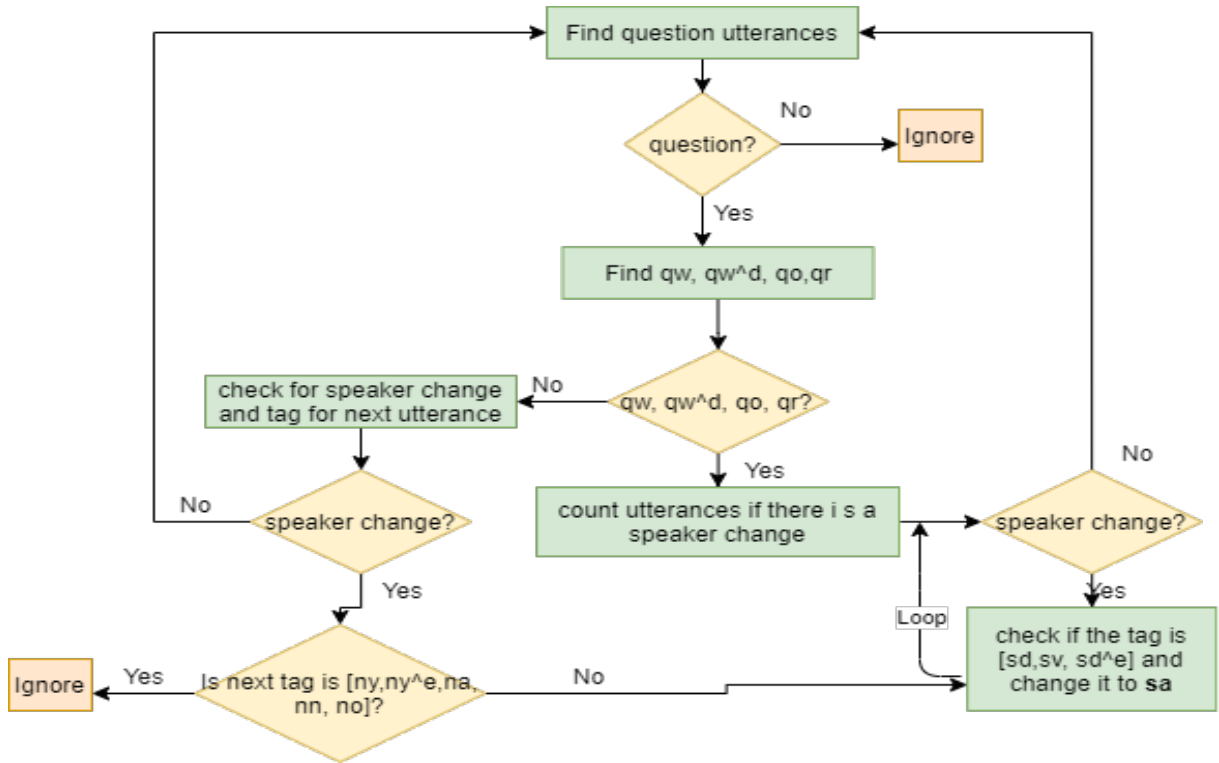 Find question utterances
No
question?
Ignore
Yes
Find qw, qw^d, qo,qr
check for speaker change
and tag for next utterance
No
qw, qw^d, qo, qr?
No
Yes
No
speaker change?
count utterances if there i s a
speaker change
speaker change?
Yes
Yes
Loop
check if the tag is
[sd,sv, sd^e] and
change it to sa
Ignore
Yes
Is next tag is [ny,ny^e,na,
nn, no]?
No